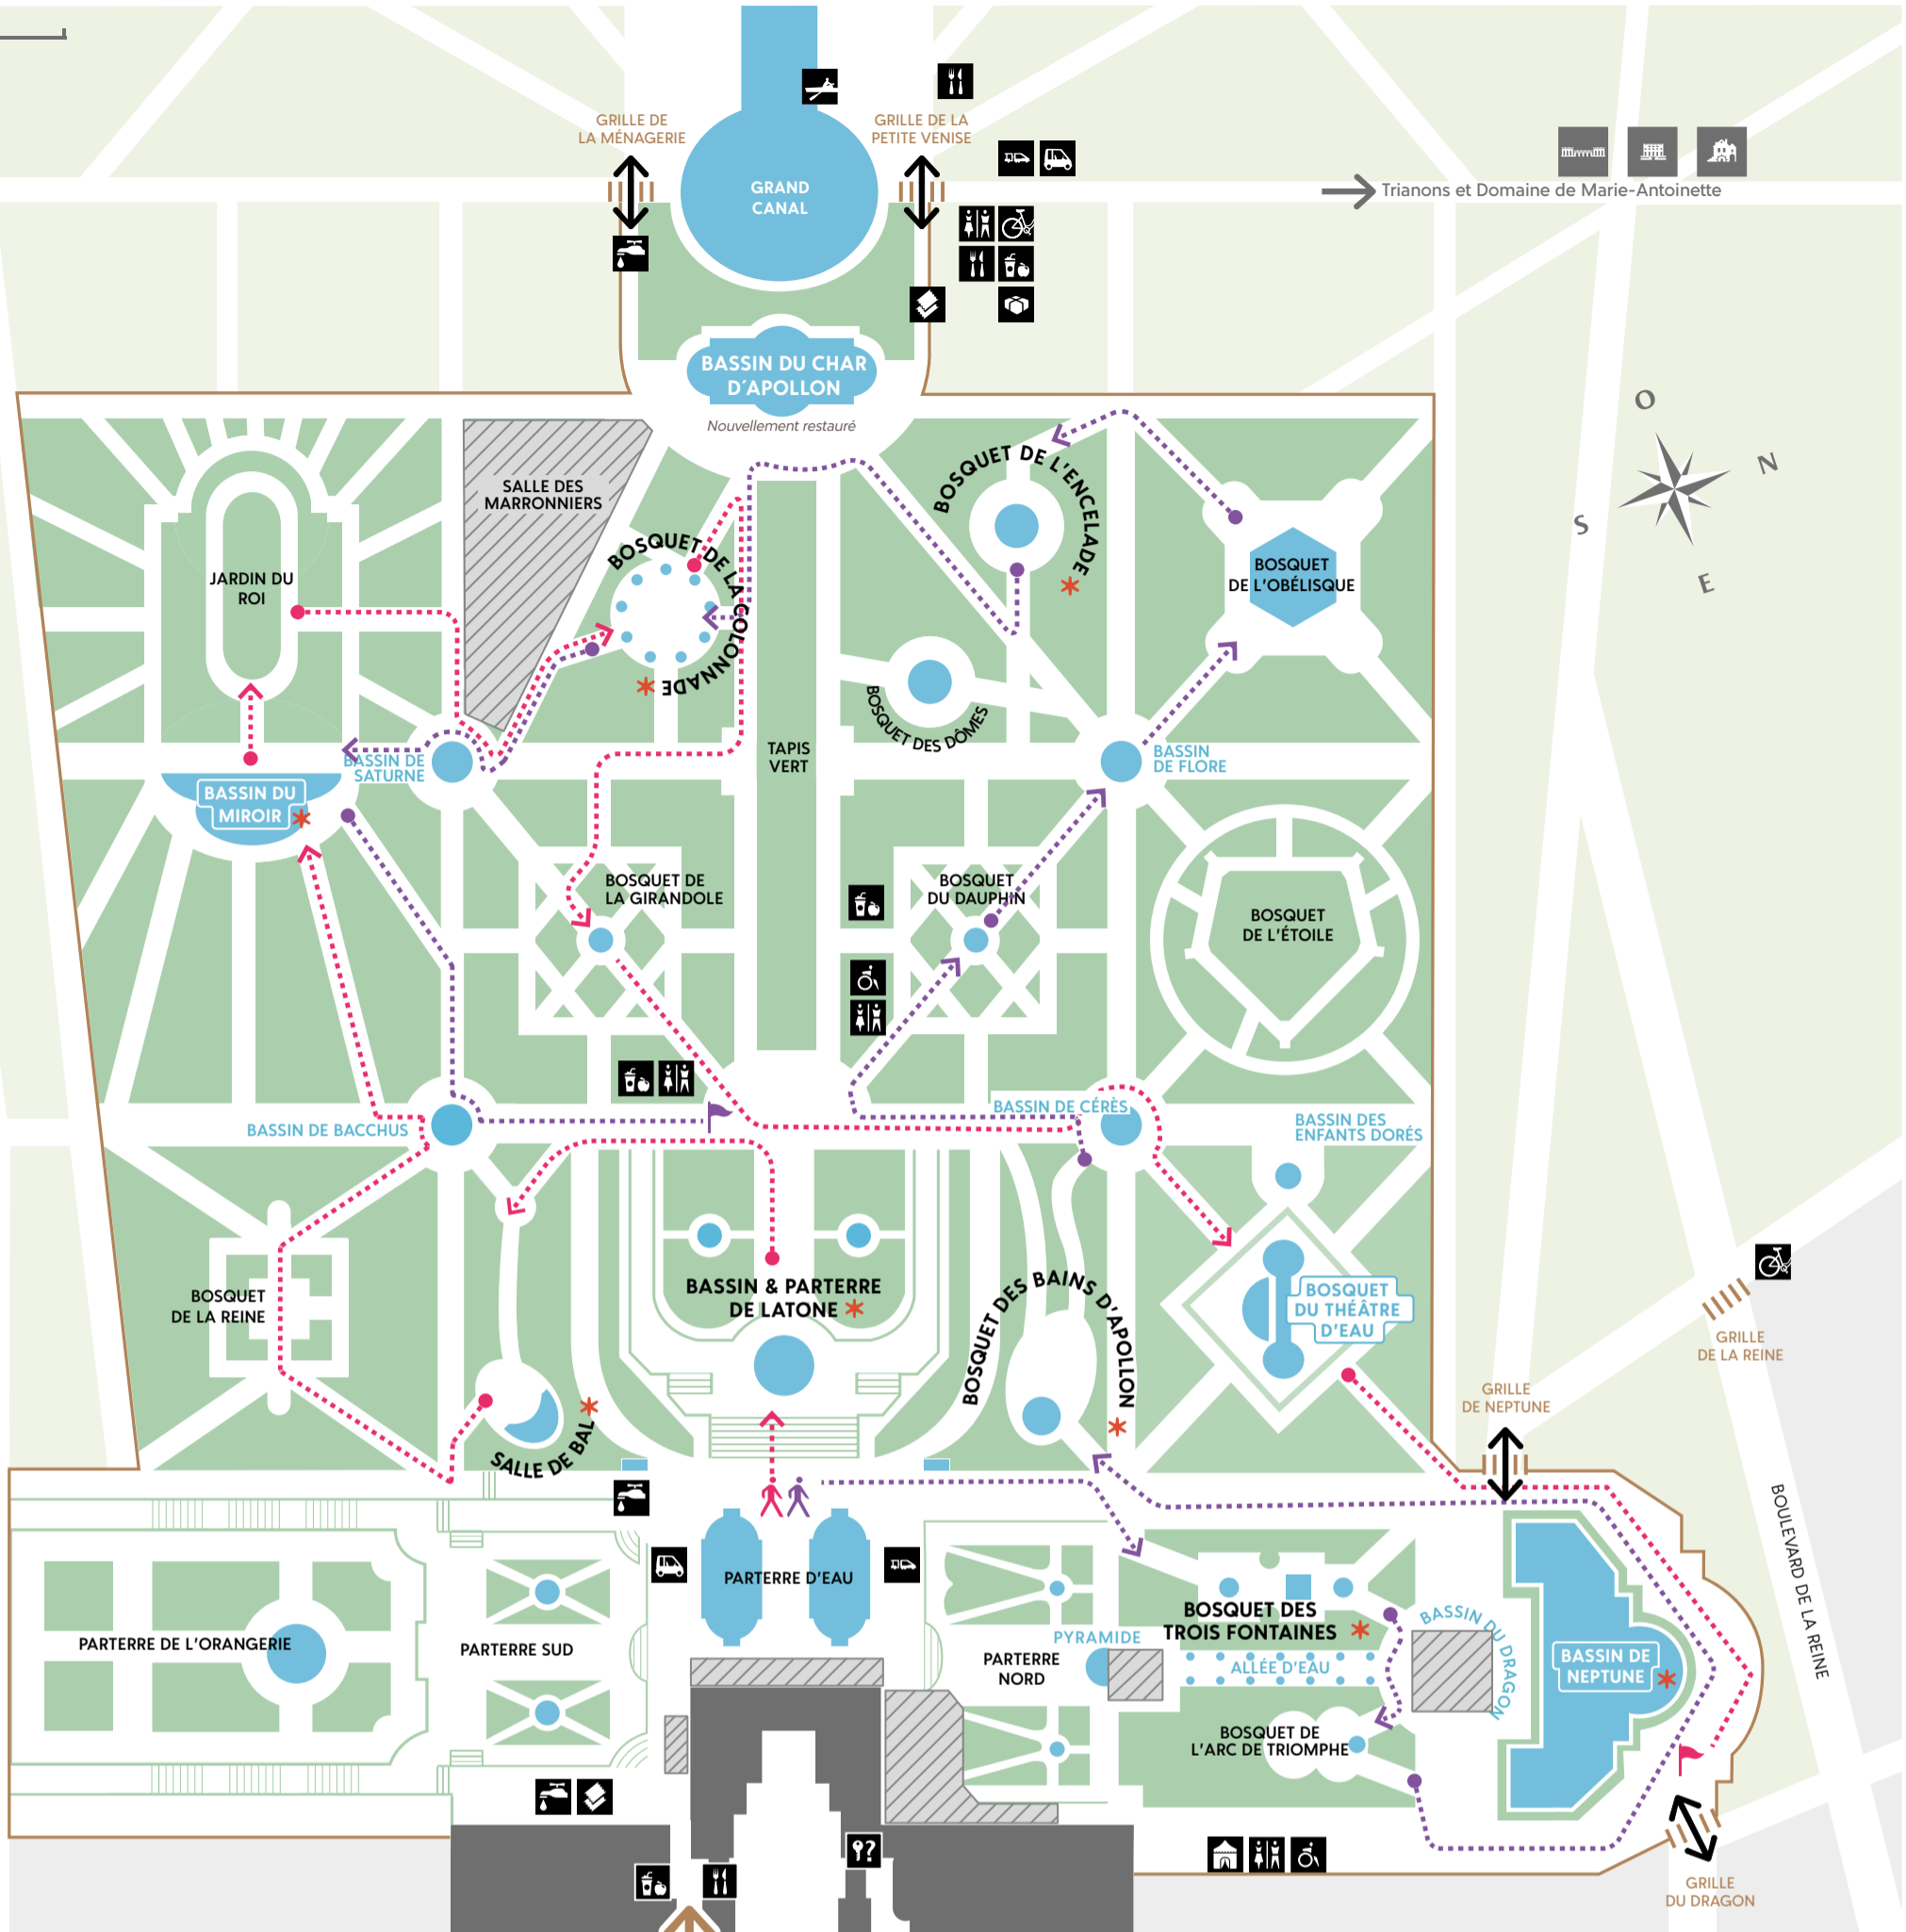 GRILLE DE
LA MÉNAGERIE
GRILLE DE LA
PETITE VENISE
GRAND
CANAL
Trianons et Domaine de Marie-Antoinette
BASSIN DU CHAR
D'APOLLON
Nouvellement restauré
O
N
S
E
BOSQUET DE L'ENCELADE
SALLE DES
MARRONNIERS
BOSQUET DE LA COLONNADE
JARDIN DU
ROI
BOSQUET
DE L'OBÉLISQUE
BOSQUET DES DÔMES
TAPIS
VERT
BASSIN DE
SATURNE
BASSIN
DE FLORE
BASSIN DU
MIROIR
BOSQUET DE
LA GIRANDOLE
BOSQUET
DU DAUPHIN
BOSQUET
DE L'ÉTOILE
BASSIN DE CÉRÈS
BASSIN DE BACCHUS
BASSIN DES
ENFANTS DORÉS
BOSQUET
DE LA REINE
BASSIN & PARTERRE
DE LATONE
BOSQUET DES BAINS D'APOLLON
BOSQUET
DU THÉÂTRE
D'EAU
GRILLE
DE LA REINE
GRILLE
DE NEPTUNE
SALLE DE BAL
BOULEVARD DE LA REINE
PARTERRE D'EAU
PARTERRE DE L'ORANGERIE
PARTERRE SUD
PARTERRE
NORD
PYRAMIDE
BOSQUET DES
TROIS FONTAINES
ALLÉE D'EAU
BASSIN DU DRAGON
BASSIN DE
NEPTUNE
BOSQUET DE
L'ARC DE TRIOMPHE
?
GRILLE
DU DRAGON